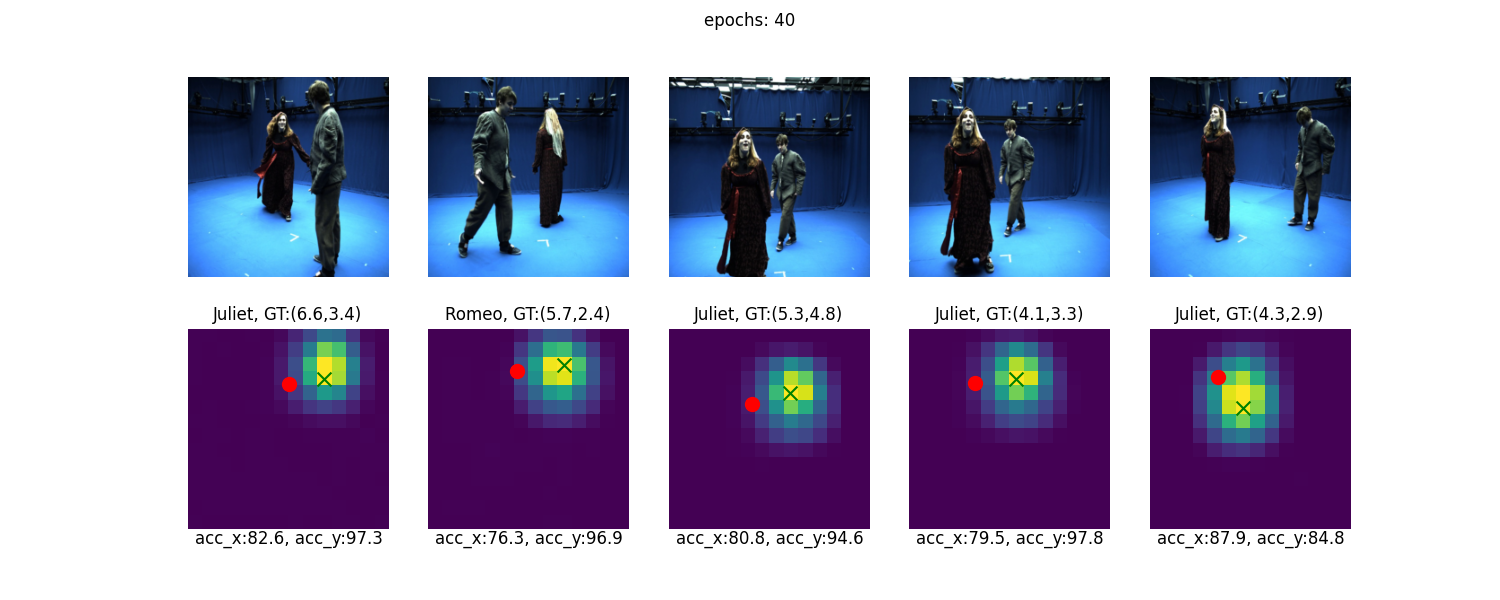 epochs: 40
Juliet, GT:(6.6,3.4)
Romeo, GT:(5.7,2.4)
Juliet, GT:(5.3,4.8)
Juliet, GT:(4.1,3.3)
Juliet, GT:(4.3,2.9)
acc_x:82.6, acc_y:97.3
acc_x:76.3, acc_y:96.9
acc_x:80.8, acc_y:94.6
acc_x:79.5, acc_y:97.8
acc_x:87.9, acc_y:84.8